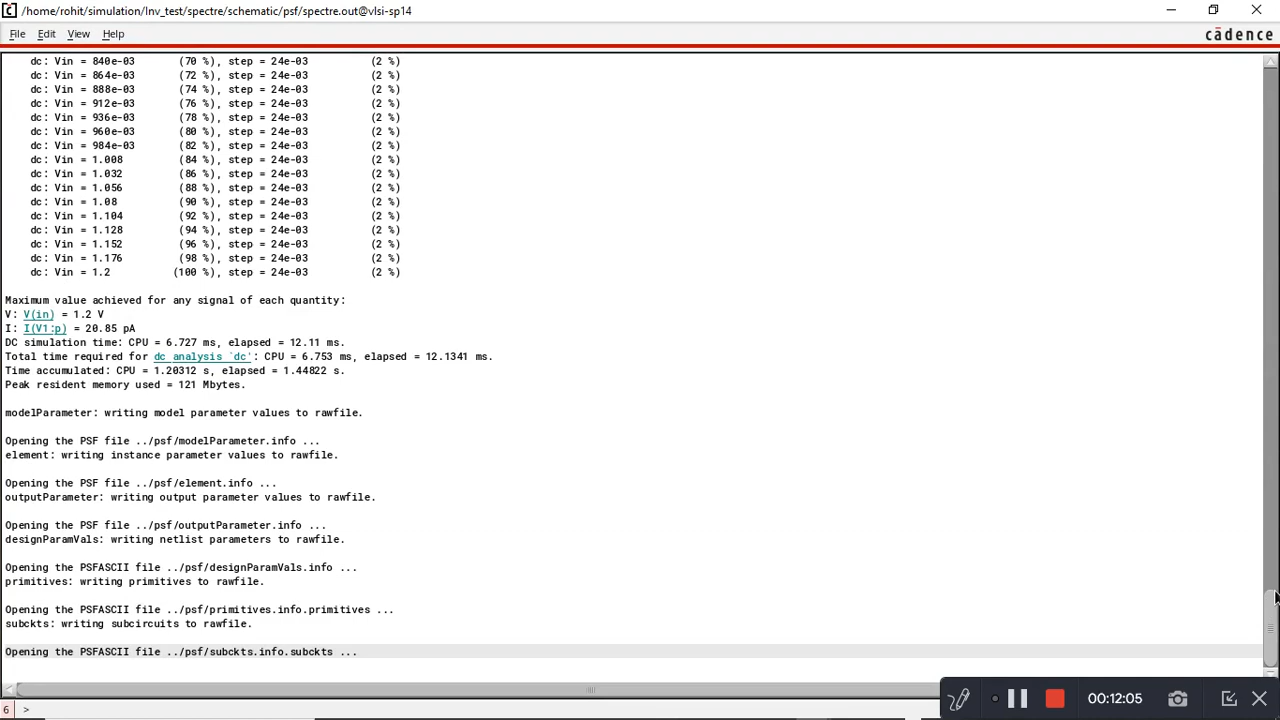 /home/rohit/simulation/Inv_test/spectre/schematic/psf/spectre.out@vlsi-sp14
File Edit View Help
cādence
dc: Vin = 840e-03 (70 %), step = 24e-03 (2 %)
dc: Vin = 864e-03 (72 %), step = 24e-03 (2 %)
dc: Vin = 888e-03 (74 %), step = 24e-03 (2 %)
dc: Vin = 912e-03 (76 %), step = 24e-03 (2 %)
dc: Vin = 936e-03 (78 %), step = 24e-03 (2 %)
dc: Vin = 960e-03 (80 %), step = 24e-03 (2 %)
dc: Vin = 984e-03 (82 %), step = 24e-03 (2 %)
dc: Vin = 1.008 (84 %), step = 24e-03 (2 %)
dc: Vin = 1.032 (86 %), step = 24e-03 (2 %)
dc: Vin = 1.056 (88 %), step = 24e-03 (2 %)
dc: Vin = 1.08 (90 %), step = 24e-03 (2 %)
dc: Vin = 1.104 (92 %), step = 24e-03 (2 %)
dc: Vin = 1.128 (94 %), step = 24e-03 (2 %)
dc: Vin = 1.152 (96 %), step = 24e-03 (2 %)
dc: Vin = 1.176 (98 %), step = 24e-03 (2 %)
dc: Vin = 1.2 (100 %), step = 24e-03 (2 %)
Maximum value achieved for any signal of each quantity:
V: V(in) = 1.2 V
I: I(V1:p) = 20.85 pA
DC simulation time: CPU = 6.727 ms, elapsed = 12.11 ms.
Total time required for dc analysis `dc': CPU = 6.753 ms, elapsed = 12.1341 ms.
Time accumulated: CPU = 1.20312 s, elapsed = 1.44822 s.
Peak resident memory used = 121 Mbytes.
modelParameter: writing model parameter values to rawfile.
Opening the PSF file ../psf/modelParameter.info ...
element: writing instance parameter values to rawfile.
Opening the PSF file ../psf/element.info ...
outputParameter: writing output parameter values to rawfile.
Opening the PSF file ../psf/outputParameter.info ...
designParamVals: writing netlist parameters to rawfile.
Opening the PSFASCII file ../psf/designParamVals.info ...
primitives: writing primitives to rawfile.
Opening the PSFASCII file ../psf/primitives.info.primitives ...
subckts: writing subcircuits to rawfile.
Opening the PSFASCII file ../psf/subckts.info.subckts ...
6 >
00:12:05